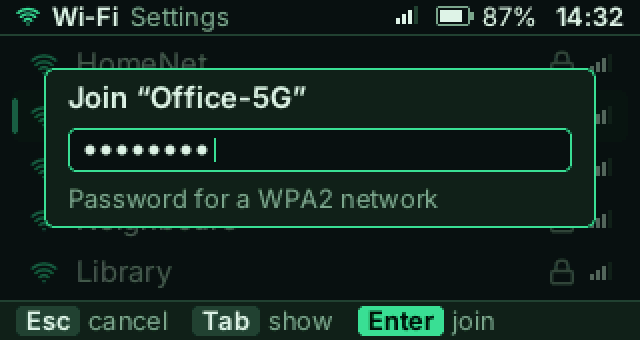 Wi-Fi Settings 87% 14:32
HomeNet
Join “Office-5G”
••••••••
Password for a WPA2 network
Library
Esc cancel Tab show Enter join